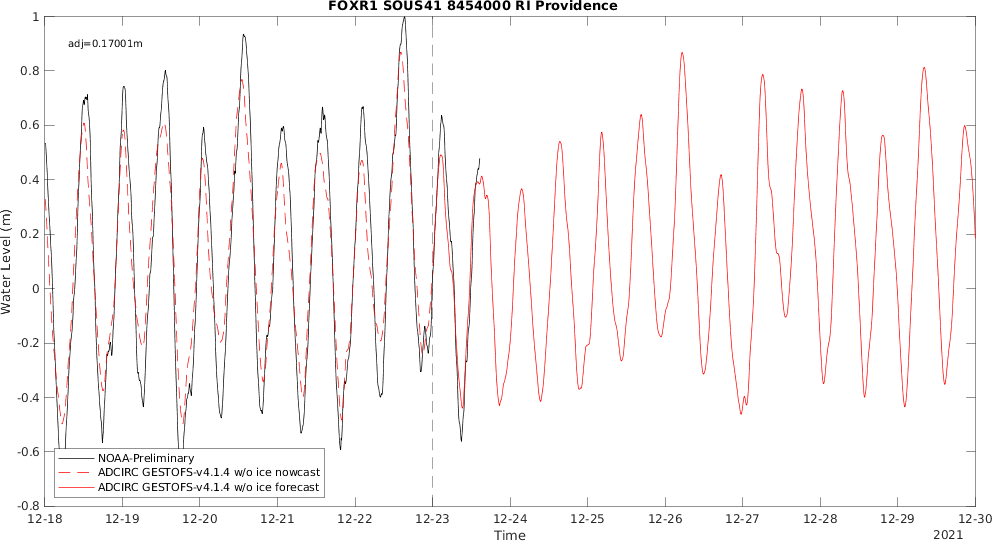 FOXR1 SOUS41 8454000 RI Providence
adj=0.17001m
1
0.8
0.6
0.4
0.2
0
-0.2
-0.4
-0.6
-0.8
Water Level (m)
NOAA-Preliminary
ADCIRC GESTOFS-v4.1.4 w/o ice nowcast
ADCIRC GESTOFS-v4.1.4 w/o ice forecast
12-18 12-19 12-20 12-21 12-22 12-23 12-24 12-25 12-26 12-27 12-28 12-29 12-30
Time
2021